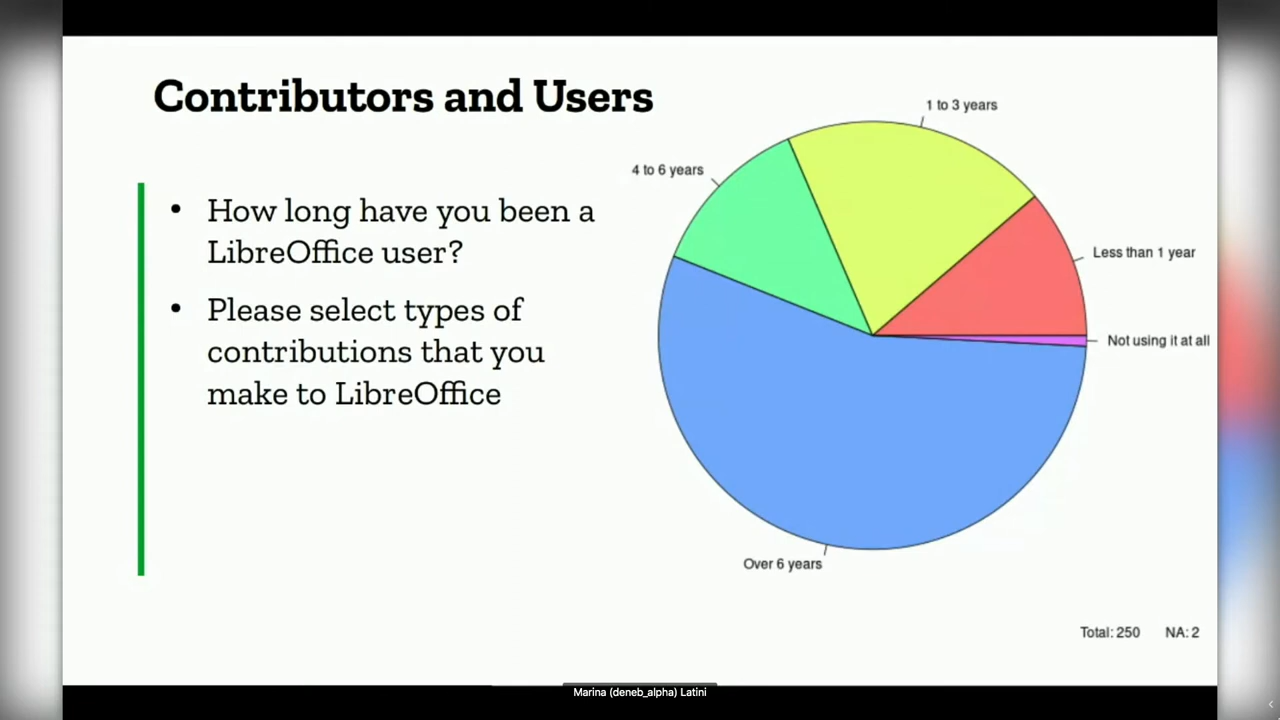 Contributors and Users
• How long have you been a
LibreOffice user?
• Please select types of
contributions that you
make to LibreOffice
1 to 3 years
4 to 6 years
Less than 1 year
Not using it at all
Over 6 years
Total: 250 NA: 2
Marina (deneb_alpha) Latini